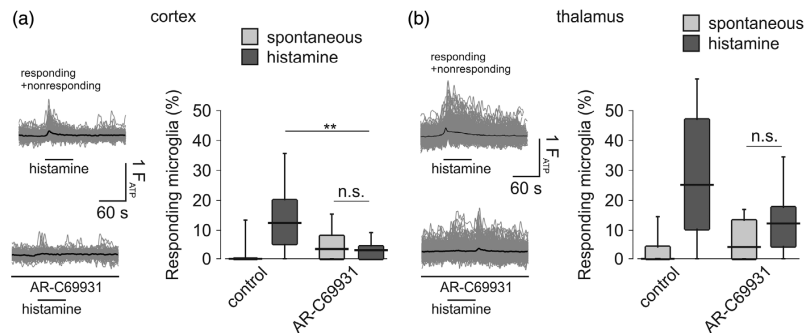 (a)
cortex
spontaneous
histamine
responding
+nonresponding
histamine
1 F_ATP
60 s
AR-C69931
histamine
Responding microglia (%)
50
40
30
20
10
0
**
n.s.
control
AR-C69931
(b)
thalamus
spontaneous
histamine
responding
+nonresponding
histamine
1 F_ATP
60 s
AR-C69931
histamine
Responding microglia (%)
50
40
30
20
10
0
n.s.
control
AR-C69931